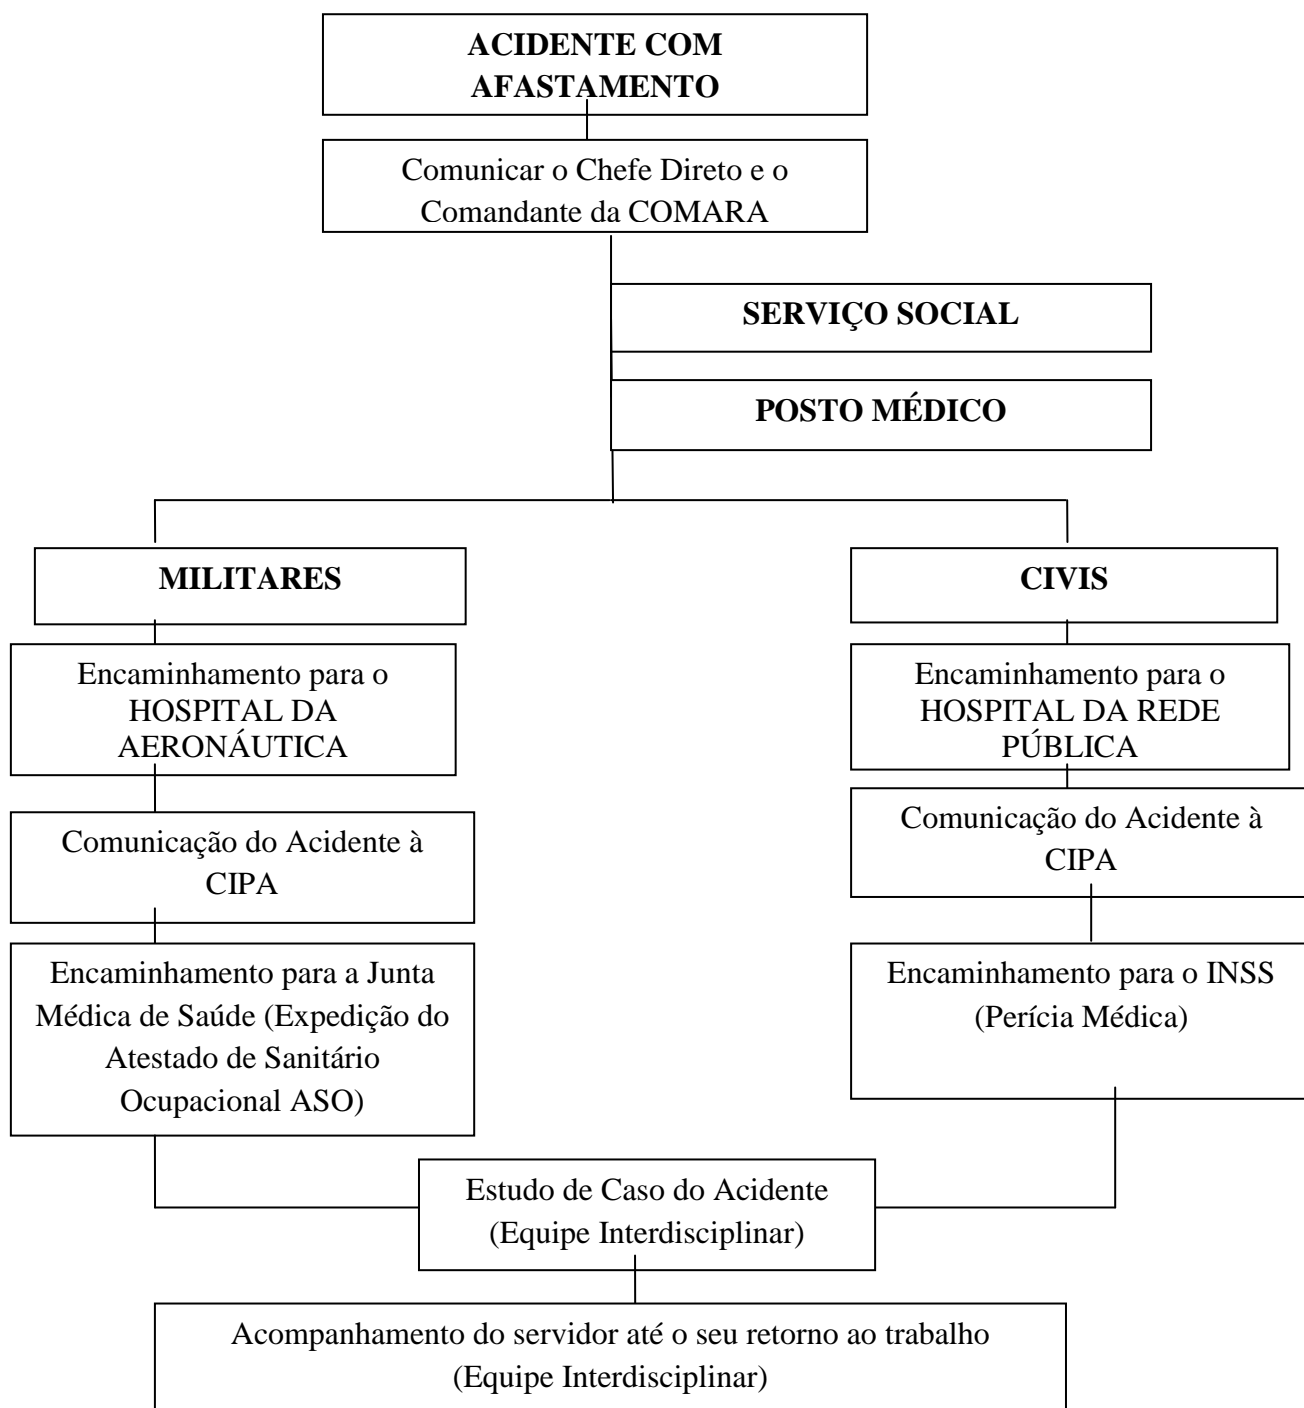 ACIDENTE COM
AFASTAMENTO
Comunicar o Chefe Direto e o
Comandante da COMARA
SERVIÇO SOCIAL
POSTO MÉDICO
MILITARES
CIVIS
Encaminhamento para o
HOSPITAL DA
AERONÁUTICA
Encaminhamento para o
HOSPITAL DA REDE
PÚBLICA
Comunicação do Acidente à
CIPA
Comunicação do Acidente à
CIPA
Encaminhamento para a Junta
Médica de Saúde (Expedição do
Atestado de Sanitário
Ocupacional ASO)
Encaminhamento para o INSS
(Perícia Médica)
Estudo de Caso do Acidente
(Equipe Interdisciplinar)
Acompanhamento do servidor até o seu retorno ao trabalho
(Equipe Interdisciplinar)